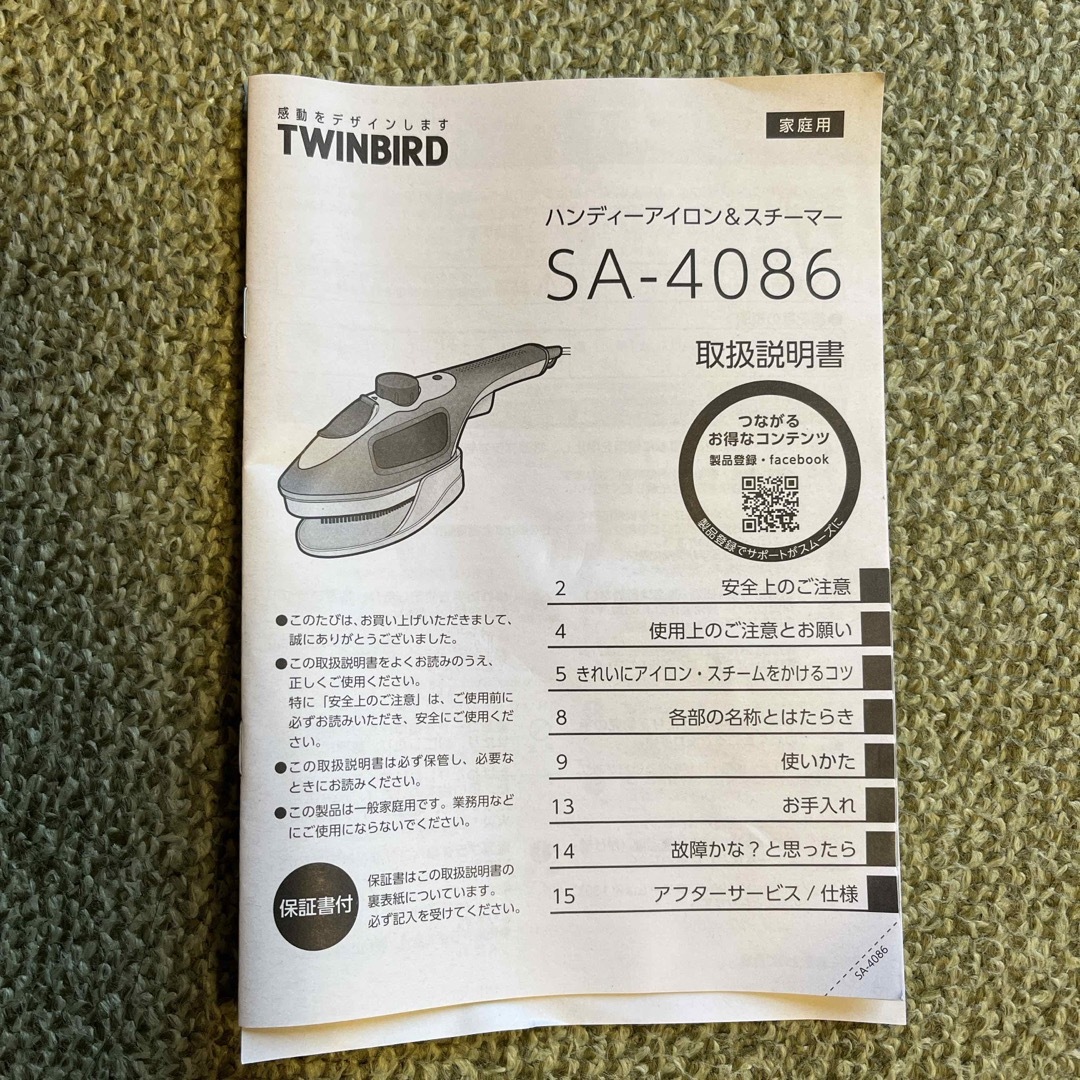 感動をデザインします
TWINBIRD
家庭用
ハンディーアイロン&スチーマー
SA-4086
取扱説明書
つながる
お得なコンテンツ
製品登録・facebook
製品登録でサポートがスムーズに
●このたびは、お買い上げいただきまして、
誠にありがとうございました。
●この取扱説明書をよくお読みのうえ、
正しくご使用ください。
特に「安全上のご注意」は、ご使用前に
必ずお読みいただき、安全にご使用くだ
さい。
●この取扱説明書は必ず保管し、必要な
ときにお読みください。
●この製品は一般家庭用です。業務用など
にご使用にならないでください。
保証書付
保証書はこの取扱説明書の
裏表紙についています。
必ず記入を受けてください。
2 安全上のご注意
4 使用上のご注意とお願い
5 きれいにアイロン・スチームをかけるコツ
8 各部の名称とはたらき
9 使いかた
13 お手入れ
14 故障かな?と思ったら
15 アフターサービス/仕様
SA-4086